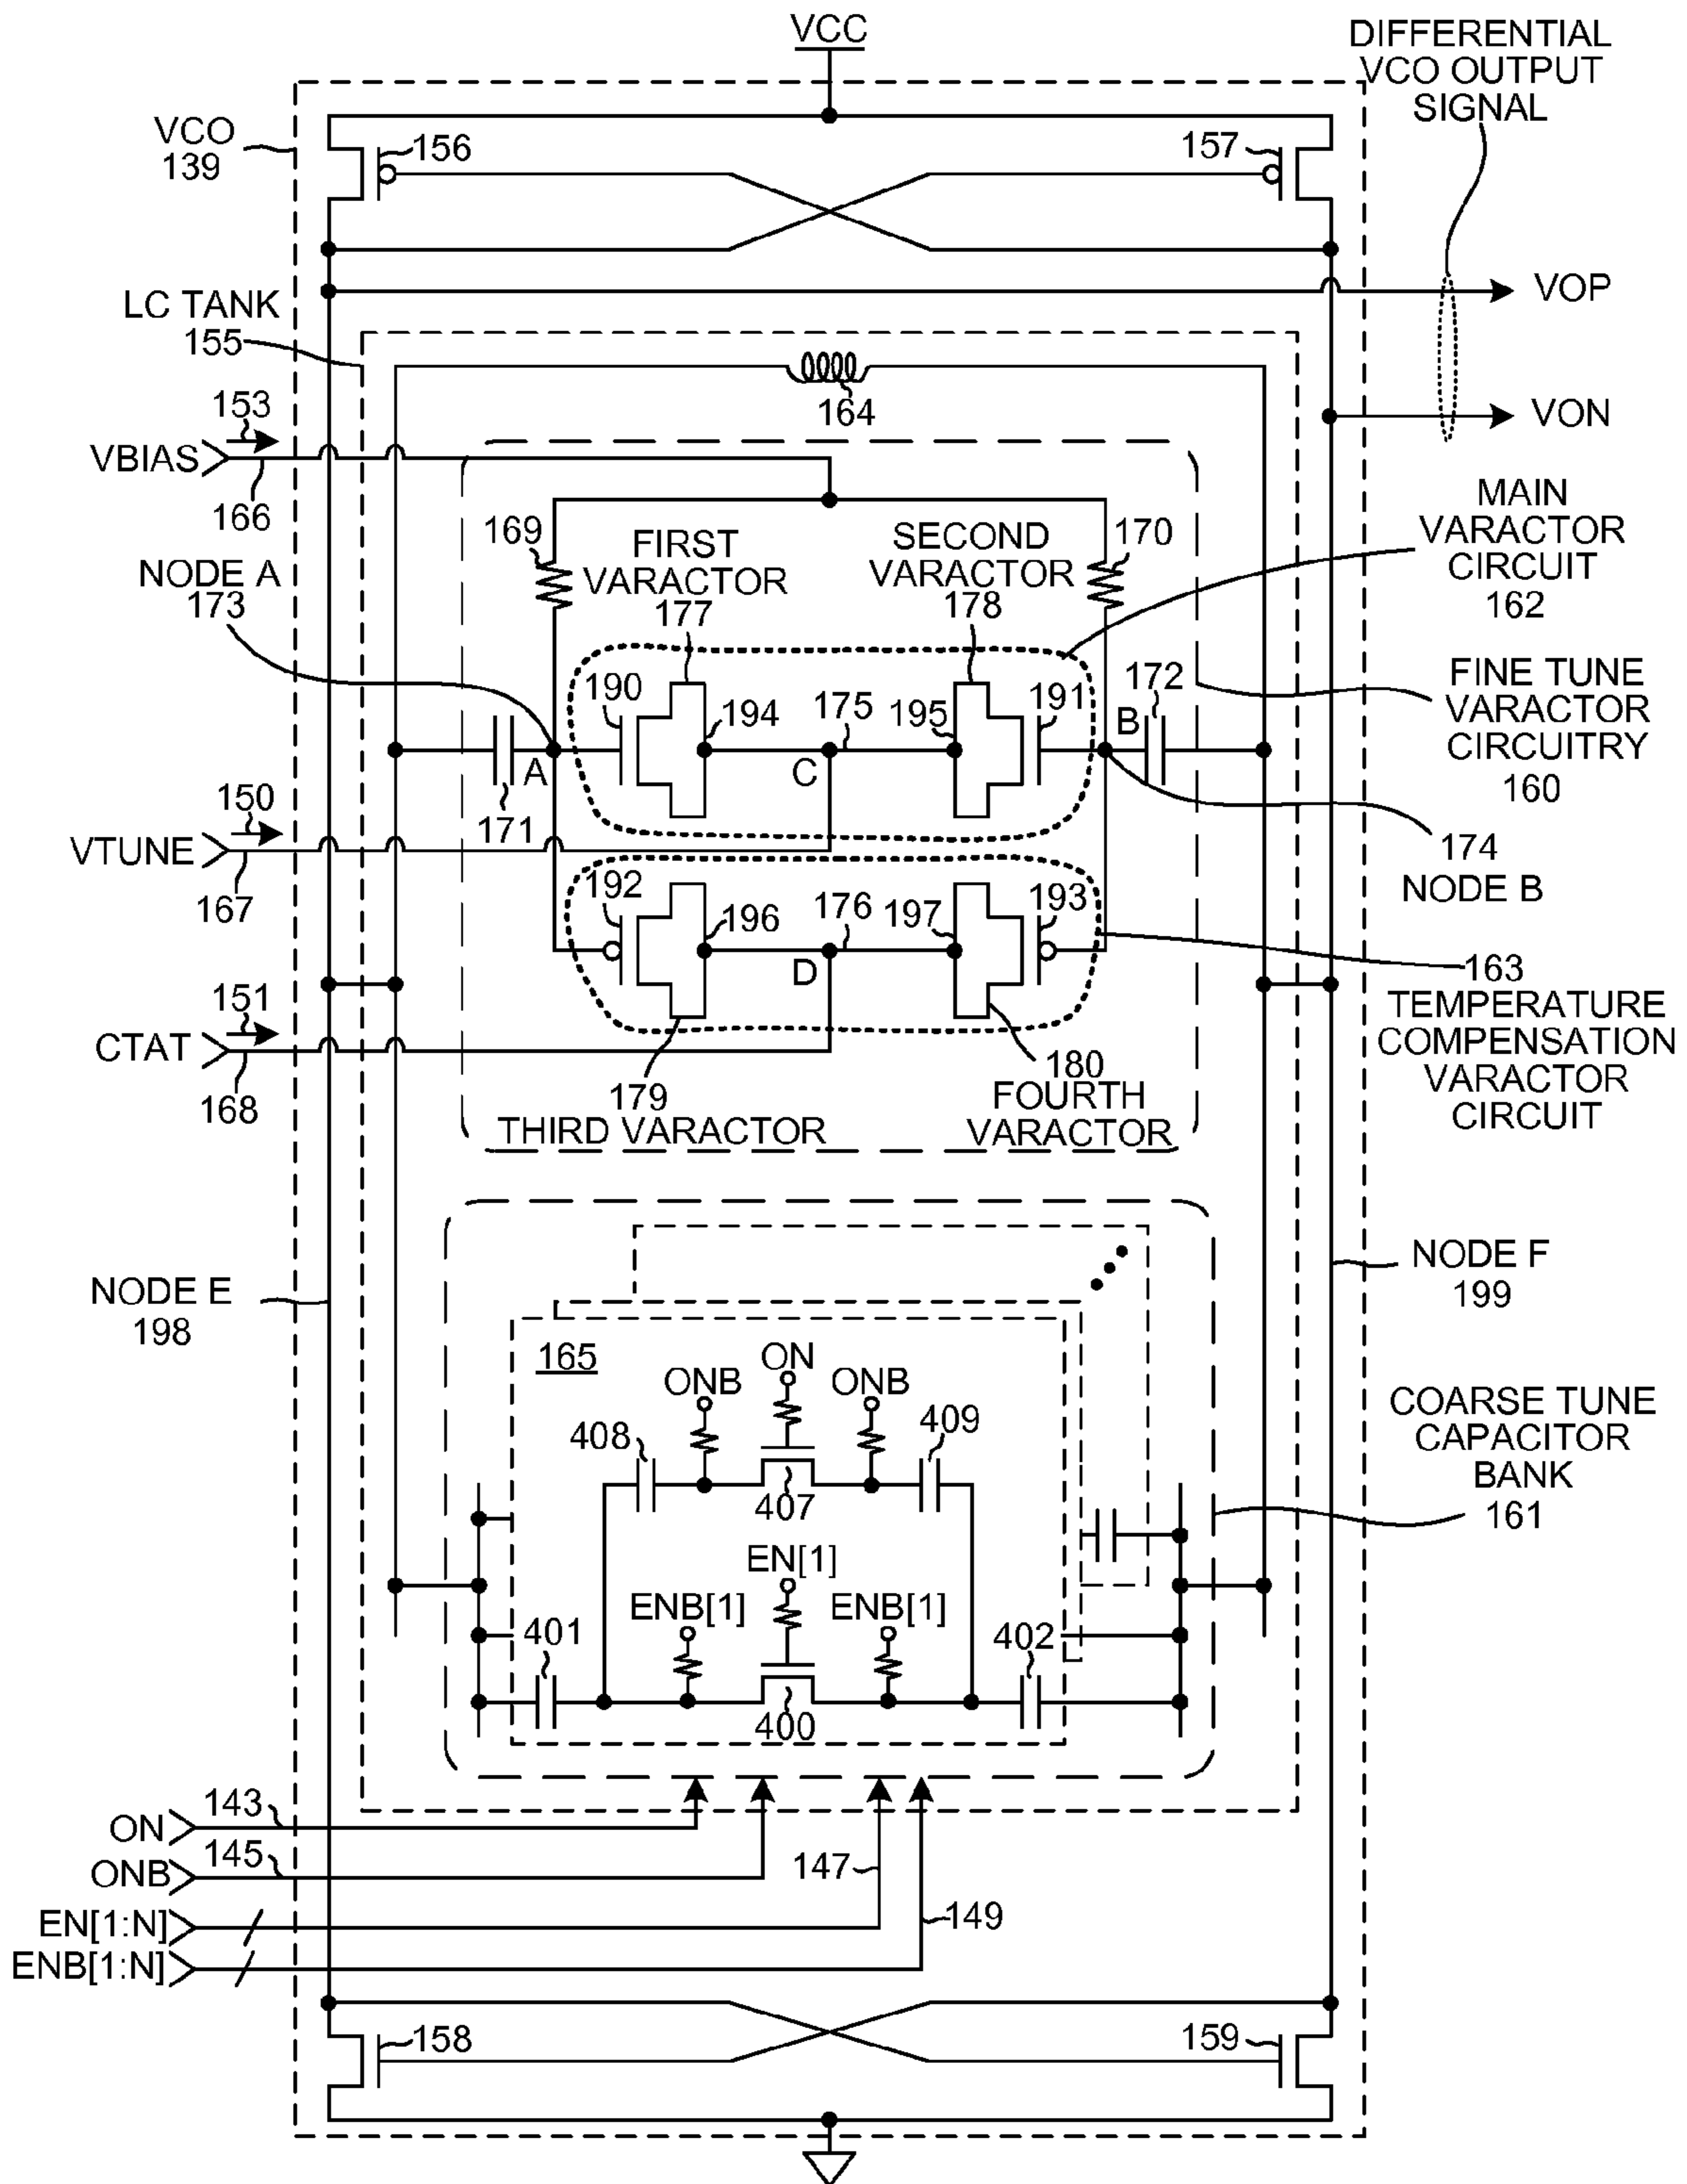 VCC
DIFFERENTIAL
VCO OUTPUT
SIGNAL
VCO
139
156
157
VOP
LC TANK
155
164
VON
153
VBIAS
166
MAIN
VARACTOR
CIRCUIT
162
169
FIRST
VARACTOR
177
SECOND
VARACTOR
178
170
NODE A
173
172
FINE TUNE
VARACTOR
CIRCUITRY
160
190
194
175
195
191
B
A
C
171
150
VTUNE
167
174
NODE B
192
196
176
197
193
D
163
TEMPERATURE
COMPENSATION
VARACTOR
CIRCUIT
151
CTAT
168
179
THIRD VARACTOR
180
FOURTH
VARACTOR
NODE E
198
NODE F
199
165
ON
ONB
ONB
408
409
407
COARSE TUNE
CAPACITOR
BANK
161
EN[1]
ENB[1]
ENB[1]
401
402
400
ON
143
ONB
145
147
EN[1:N]
149
ENB[1:N]
158
159